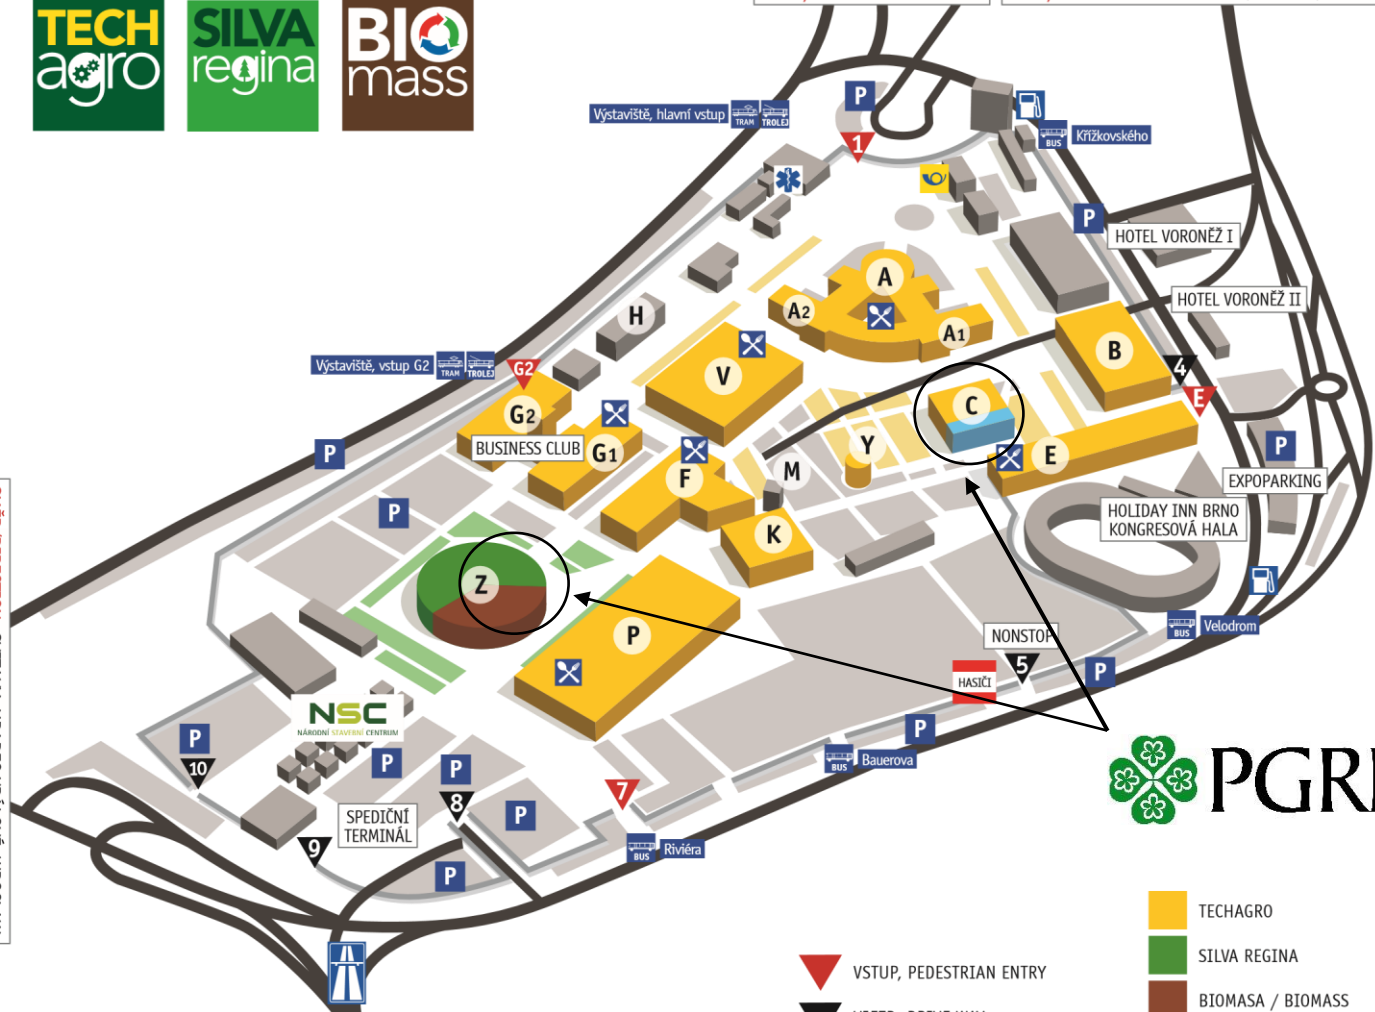 TECH
agro
SILVA
regina
BIO
mass
P
Výstaviště, hlavní vstup
TRAM
TROLEJ
1
BUS
Křížkovského
P
HOTEL VORONĚŽ I
A
HOTEL VORONĚŽ II
A2
H
A1
B
Výstaviště, vstup G2
TRAM
TROLEJ
G2
V
4
E
C
G2
BUSINESS CLUB
G1
Y
E
P
P
F
M
EXPOPARKING
P
HOLIDAY INN BRNO
KONGRESOVÁ HALA
K
Z
P
NONSTOP
5
BUS
Velodrom
HASIČI
P
NSC
NÁRODNÍ STAVEBNÍ CENTRUM
P
10
P
P
P
BUS
Bauerova
7
8
P
SPEDIČNÍ
TERMINÁL
9
BUS
Riviéra
P
TECHAGRO
SILVA REGINA
VSTUP, PEDESTRIAN ENTRY
BIOMASA / BIOMASS